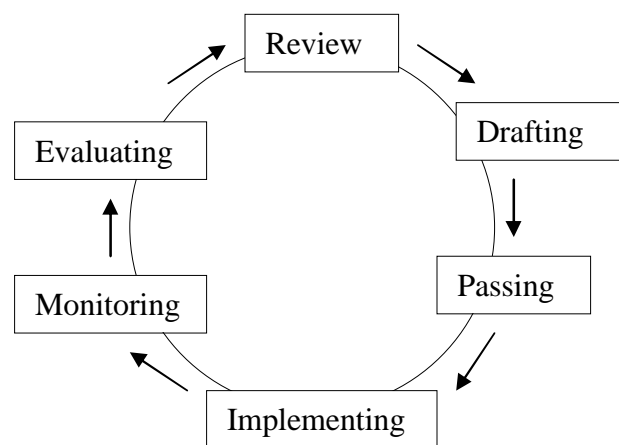 Review
Drafting
Passing
Implementing
Monitoring
Evaluating